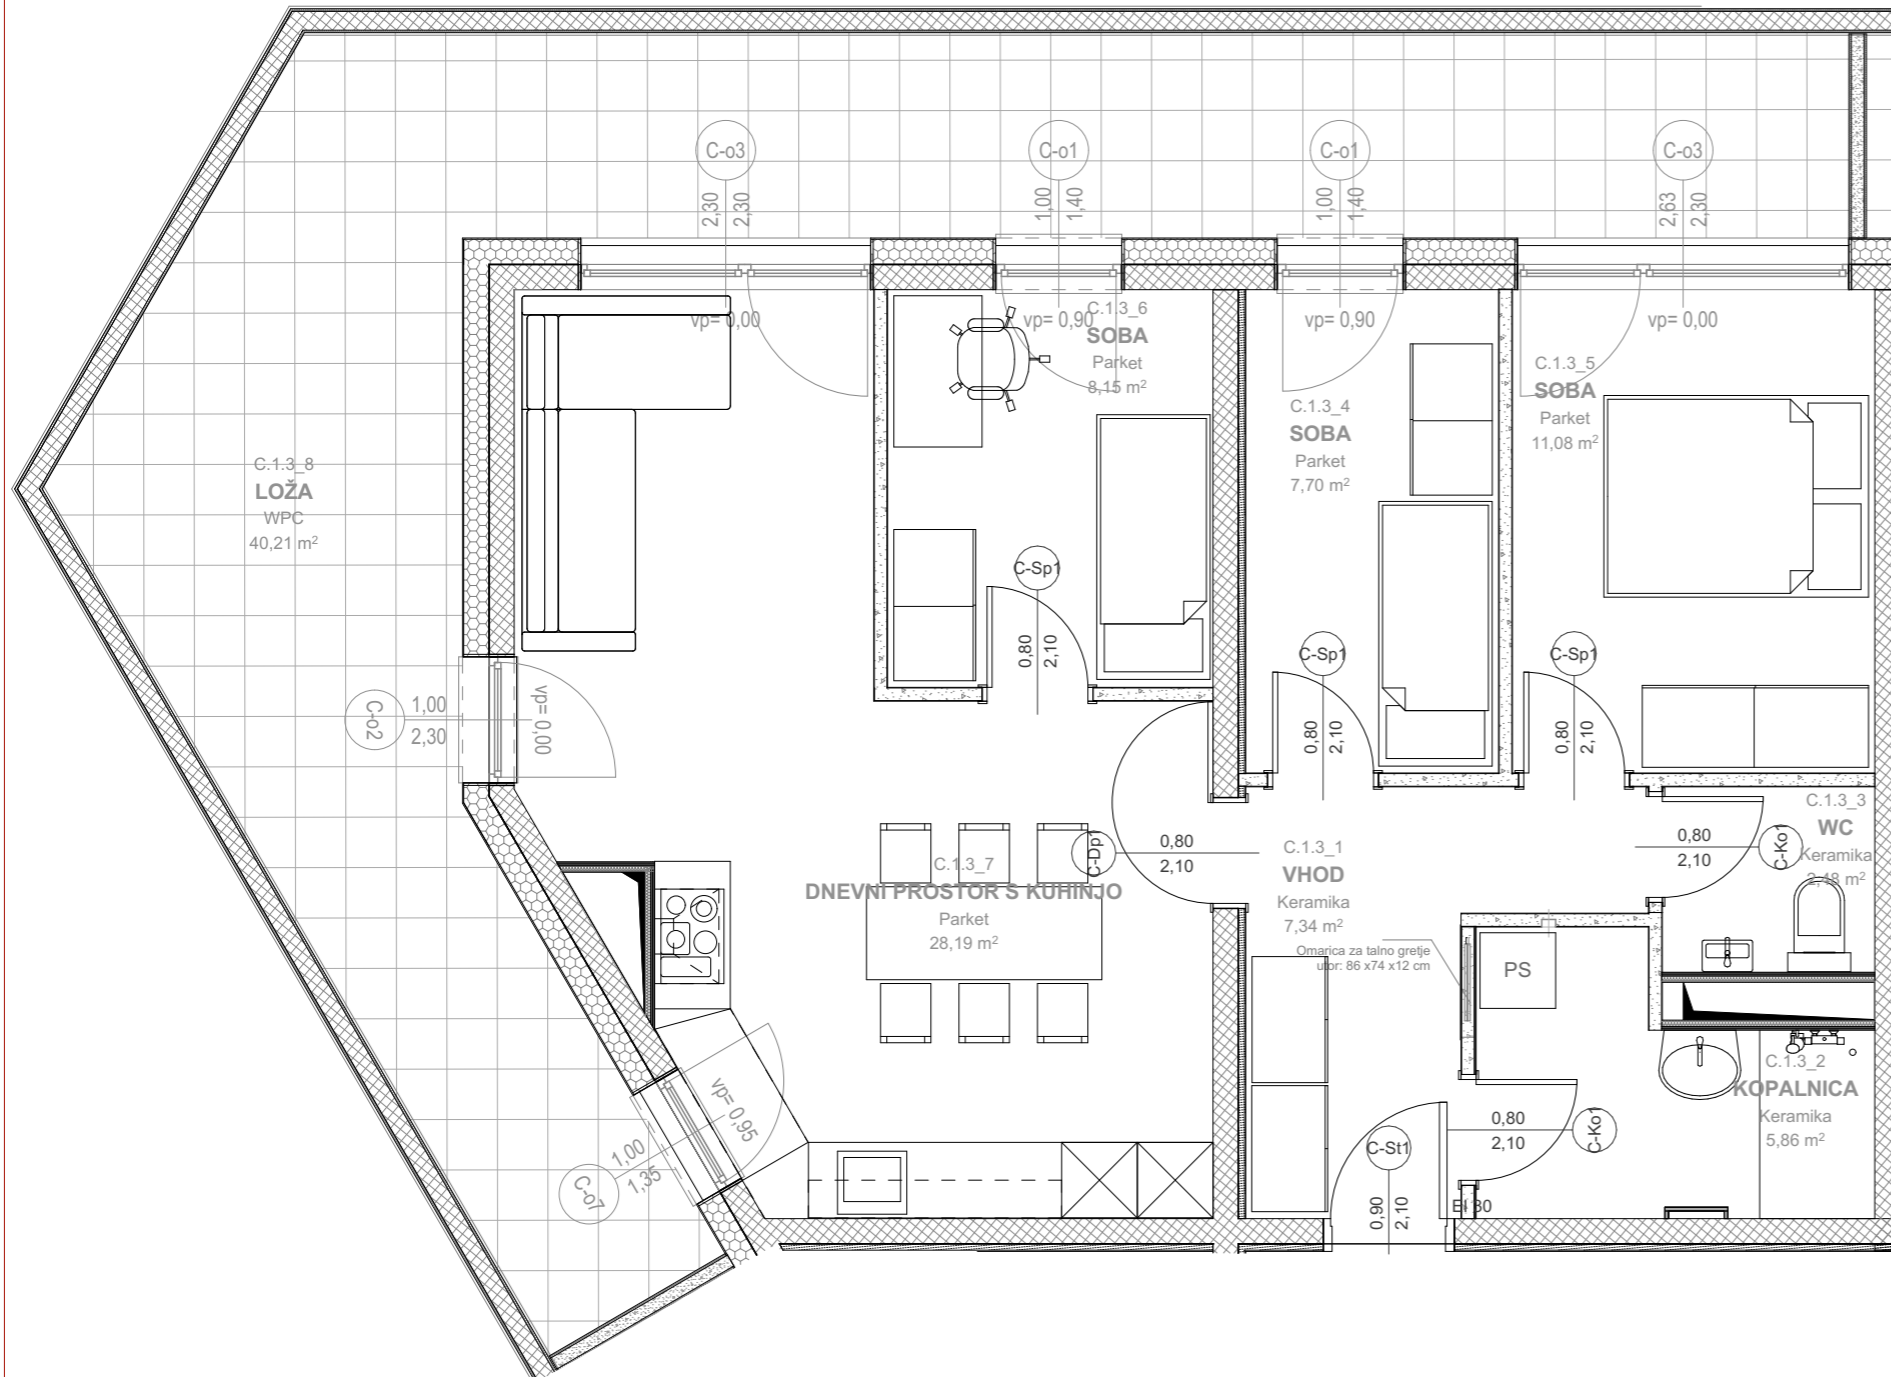 C-o3
2,30
2,30
C-o1
1,00
1,40
C-o1
1,00
1,40
C-o3
2,63
2,30
vp= 0,00
vp= 0,90
vp= 0,90
vp= 0,00
C.1.3_6
SOBA
Parket
8,15 m²
C.1.3_4
SOBA
Parket
7,70 m²
C.1.3_5
SOBA
Parket
11,08 m²
C.1.3_8
LOŽA
WPC
40,21 m²
C-Sp1
0,80
2,10
C-Sp1
0,80
2,10
C-Sp1
0,80
2,10
C-o2
1,00
2,30
vp= 0,00
C.1.3_7
DNEVNI PROSTOR S KUHINJO
Parket
28,19 m²
C-Dp1
0,80
2,10
C.1.3_1
VHOD
Keramika
7,34 m²
Omarica za talno gretje
utor: 86 x74 x12 cm
0,80
2,10
C-Ko1
C.1.3_3
WC
Keramika
2,48 m²
PS
C.1.3_2
KOPALNICA
Keramika
5,86 m²
0,80
2,10
C-Ko1
C-St1
0,90
2,10
EI 30
vp= 0,95
C-o7
1,00
1,35